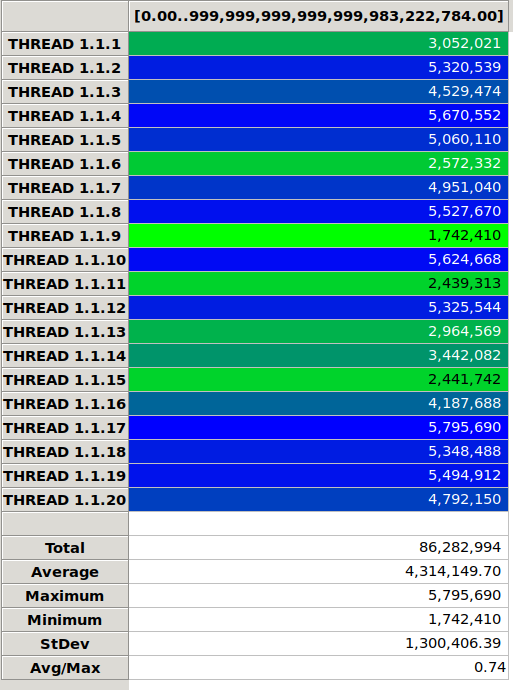 [0.00..999,999,999,999,999,983,222,784.00]
THREAD 1.1.1 3,052,021
THREAD 1.1.2 5,320,539
THREAD 1.1.3 4,529,474
THREAD 1.1.4 5,670,552
THREAD 1.1.5 5,060,110
THREAD 1.1.6 2,572,332
THREAD 1.1.7 4,951,040
THREAD 1.1.8 5,527,670
THREAD 1.1.9 1,742,410
THREAD 1.1.10 5,624,668
THREAD 1.1.11 2,439,313
THREAD 1.1.12 5,325,544
THREAD 1.1.13 2,964,569
THREAD 1.1.14 3,442,082
THREAD 1.1.15 2,441,742
THREAD 1.1.16 4,187,688
THREAD 1.1.17 5,795,690
THREAD 1.1.18 5,348,488
THREAD 1.1.19 5,494,912
THREAD 1.1.20 4,792,150
Total 86,282,994
Average 4,314,149.70
Maximum 5,795,690
Minimum 1,742,410
StDev 1,300,406.39
Avg/Max 0.74